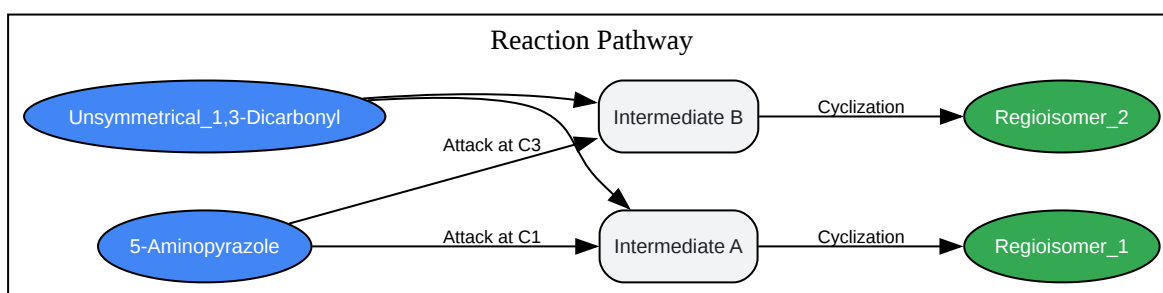 Reaction Pathway
Unsymmetrical_1,3-Dicarbonyl
Intermediate B
Cyclization
Regioisomer_2
Attack at C3
5-Aminopyrazole
Attack at C1
Intermediate A
Cyclization
Regioisomer_1